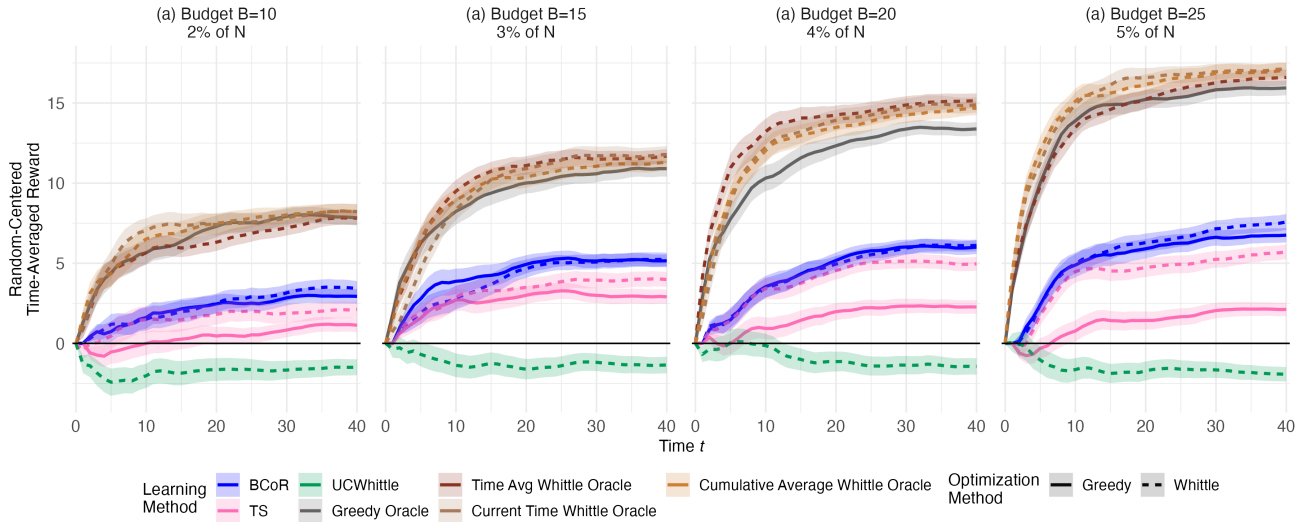 (a) Budget B=10
2% of N
(a) Budget B=15
3% of N
(a) Budget B=20
4% of N
(a) Budget B=25
5% of N
Random-Centered
Time-Averaged Reward
15
10
5
0
0 10 20 30 40
0 10 20 30 40
0 10 20 30 40
0 10 20 30 40
Time t
Learning
Method
BCoR
TS
UCWhittle
Greedy Oracle
Time Avg Whittle Oracle
Current Time Whittle Oracle
Cumulative Average Whittle Oracle
Optimization
Method
Greedy
Whittle